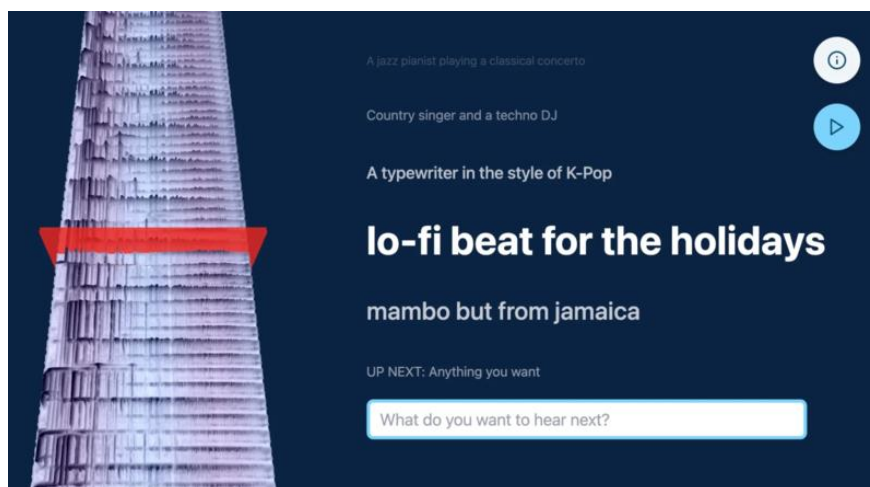 A jazz pianist playing a classical concerto
Country singer and a techno DJ
A typewriter in the style of K-Pop
lo-fi beat for the holidays
mambo but from jamaica
UP NEXT: Anything you want
What do you want to hear next?